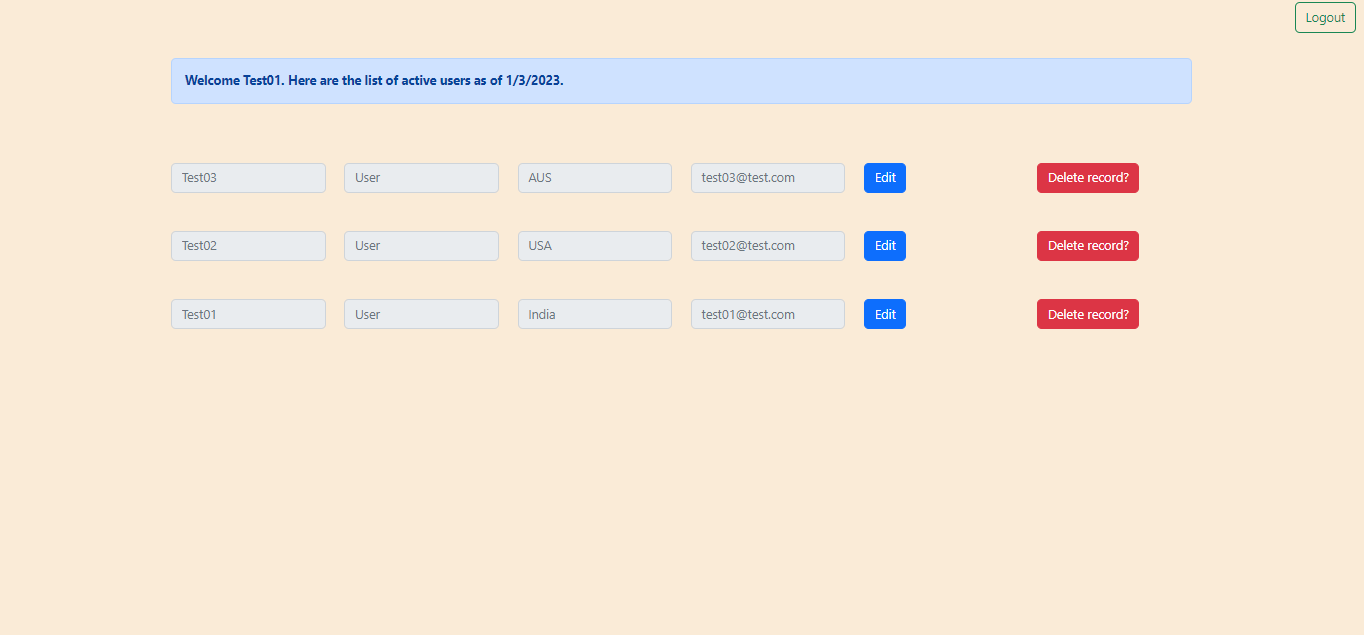 Logout
Welcome Test01. Here are the list of active users as of 1/3/2023.
Test03 User AUS test03@test.com Edit Delete record?
Test02 User USA test02@test.com Edit Delete record?
Test01 User India test01@test.com Edit Delete record?